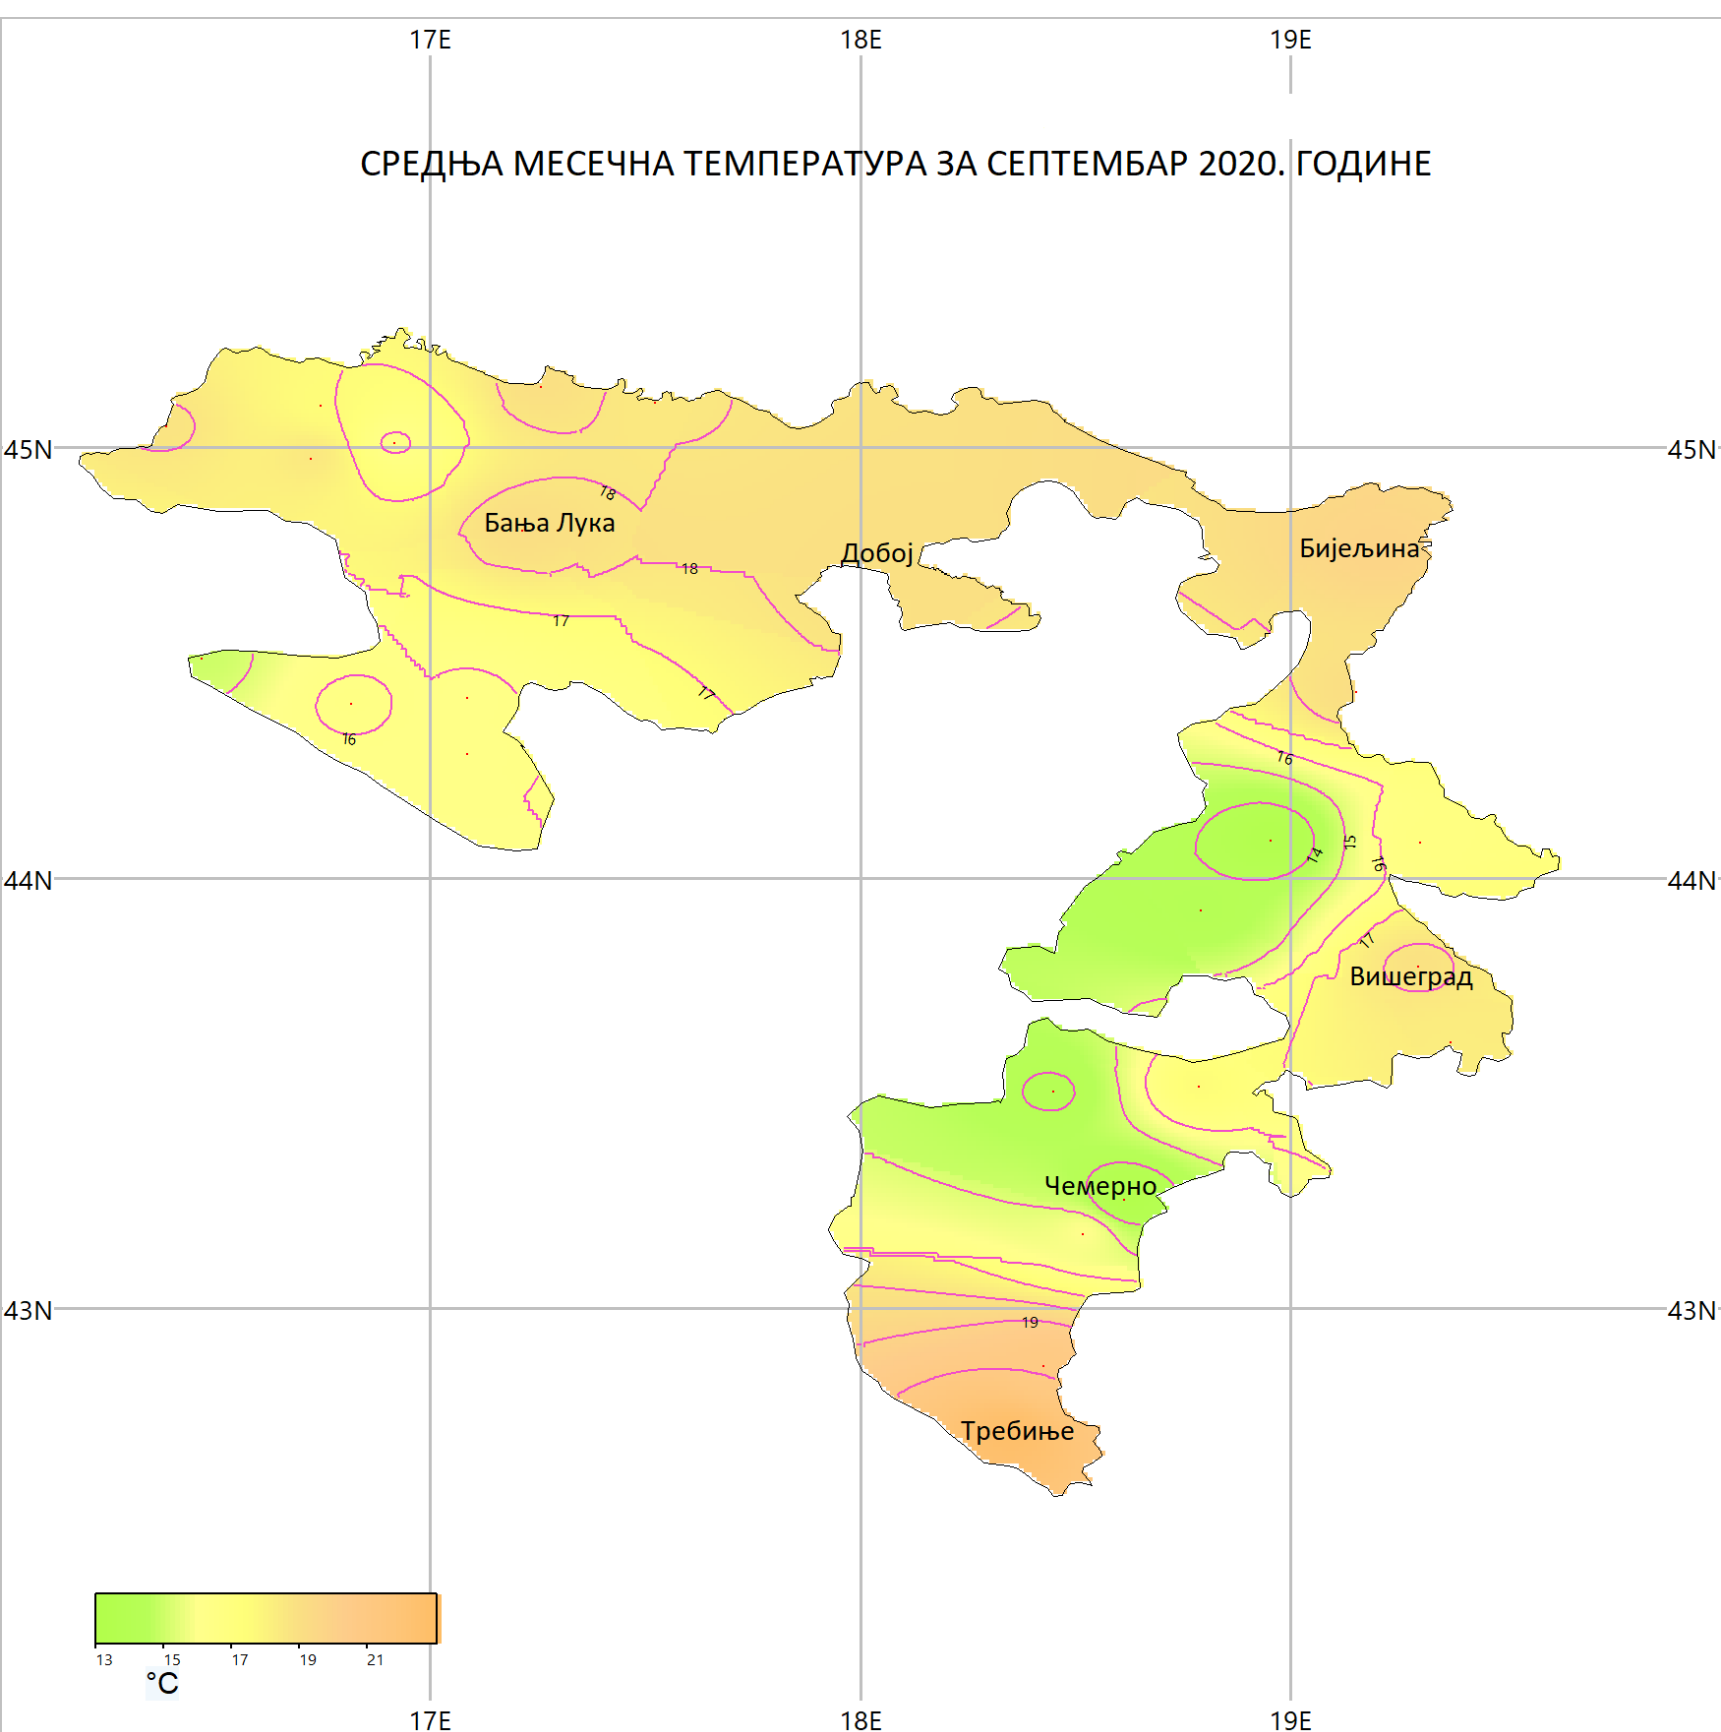 17E 18E 19E
СРЕДЊА МЕСЕЧНА ТЕМПЕРАТУРА ЗА СЕПТЕМБАР 2020. ГОДИНЕ
45N 45N
18
Бања Лука
Добој Бијељина
18
17
17
16
16
15
14
16
44N 44N
17
Вишеград
Чемерно
43N 43N
19
Требиње
13 15 17 19 21
°C
17E 18E 19E